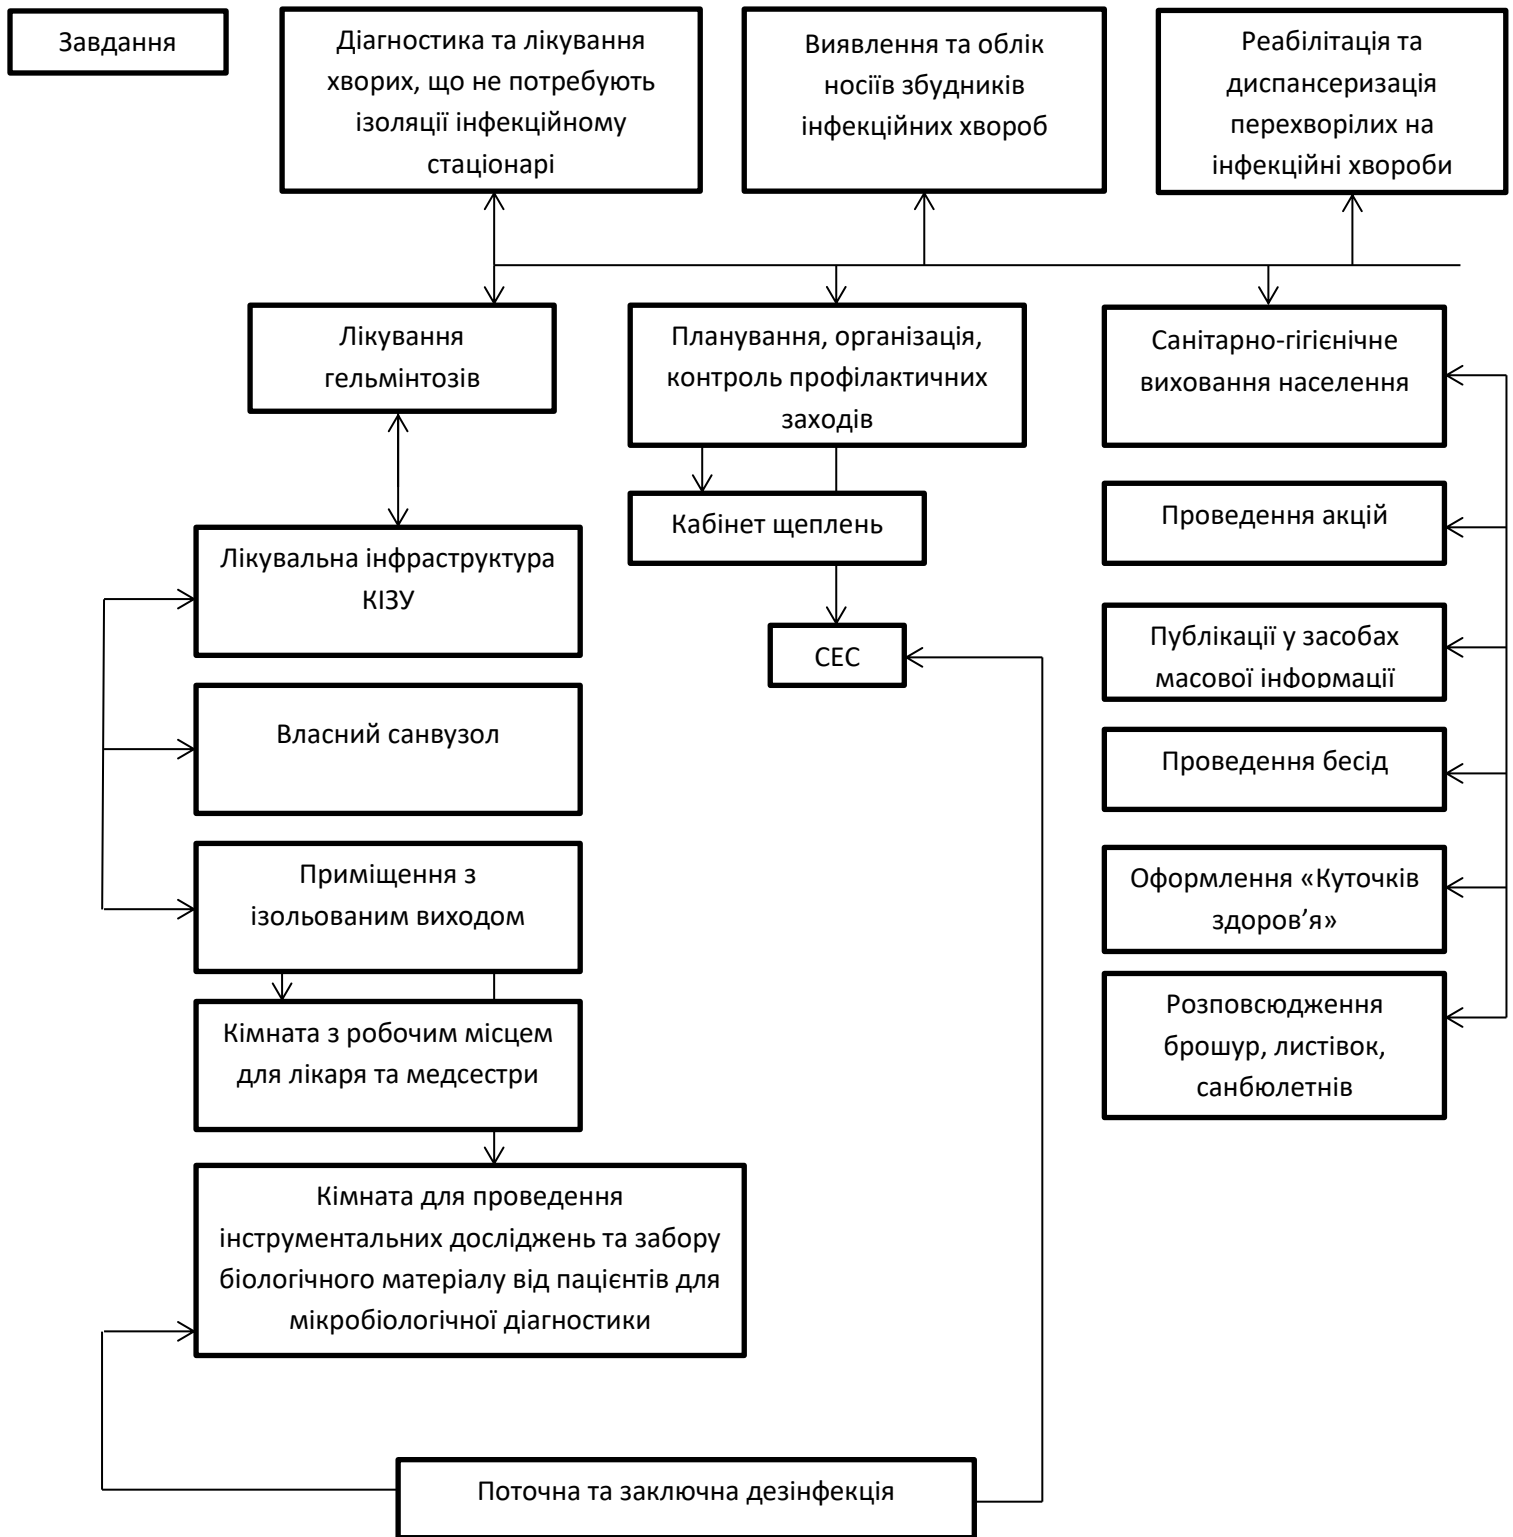 Завдання
Діагностика та лікування
хворих, що не потребують
ізоляції інфекційному
стаціонарі
Виявлення та облік
носіїв збудників
інфекційних хвороб
Реабілітація та
диспансеризація
перехворілих на
інфекційні хвороби
Лікування
гельмінтозів
Планування, організація,
контроль профілактичних
заходів
Санітарно-гігієнічне
виховання населення
Кабінет щеплень
Проведення акцій
Лікувальна інфраструктура
КІЗУ
СЕС
Публікації у засобах
масової інформації
Власний санвузол
Проведення бесід
Приміщення з
ізольованим виходом
Оформлення «Куточків
здоров’я»
Кімната з робочим місцем
для лікаря та медсестри
Розповсюдження
брошур, листівок,
санбюлетнів
Кімната для проведення
інструментальних досліджень та забору
біологічного матеріалу від пацієнтів для
мікробіологічної діагностики
Поточна та заключна дезінфекція